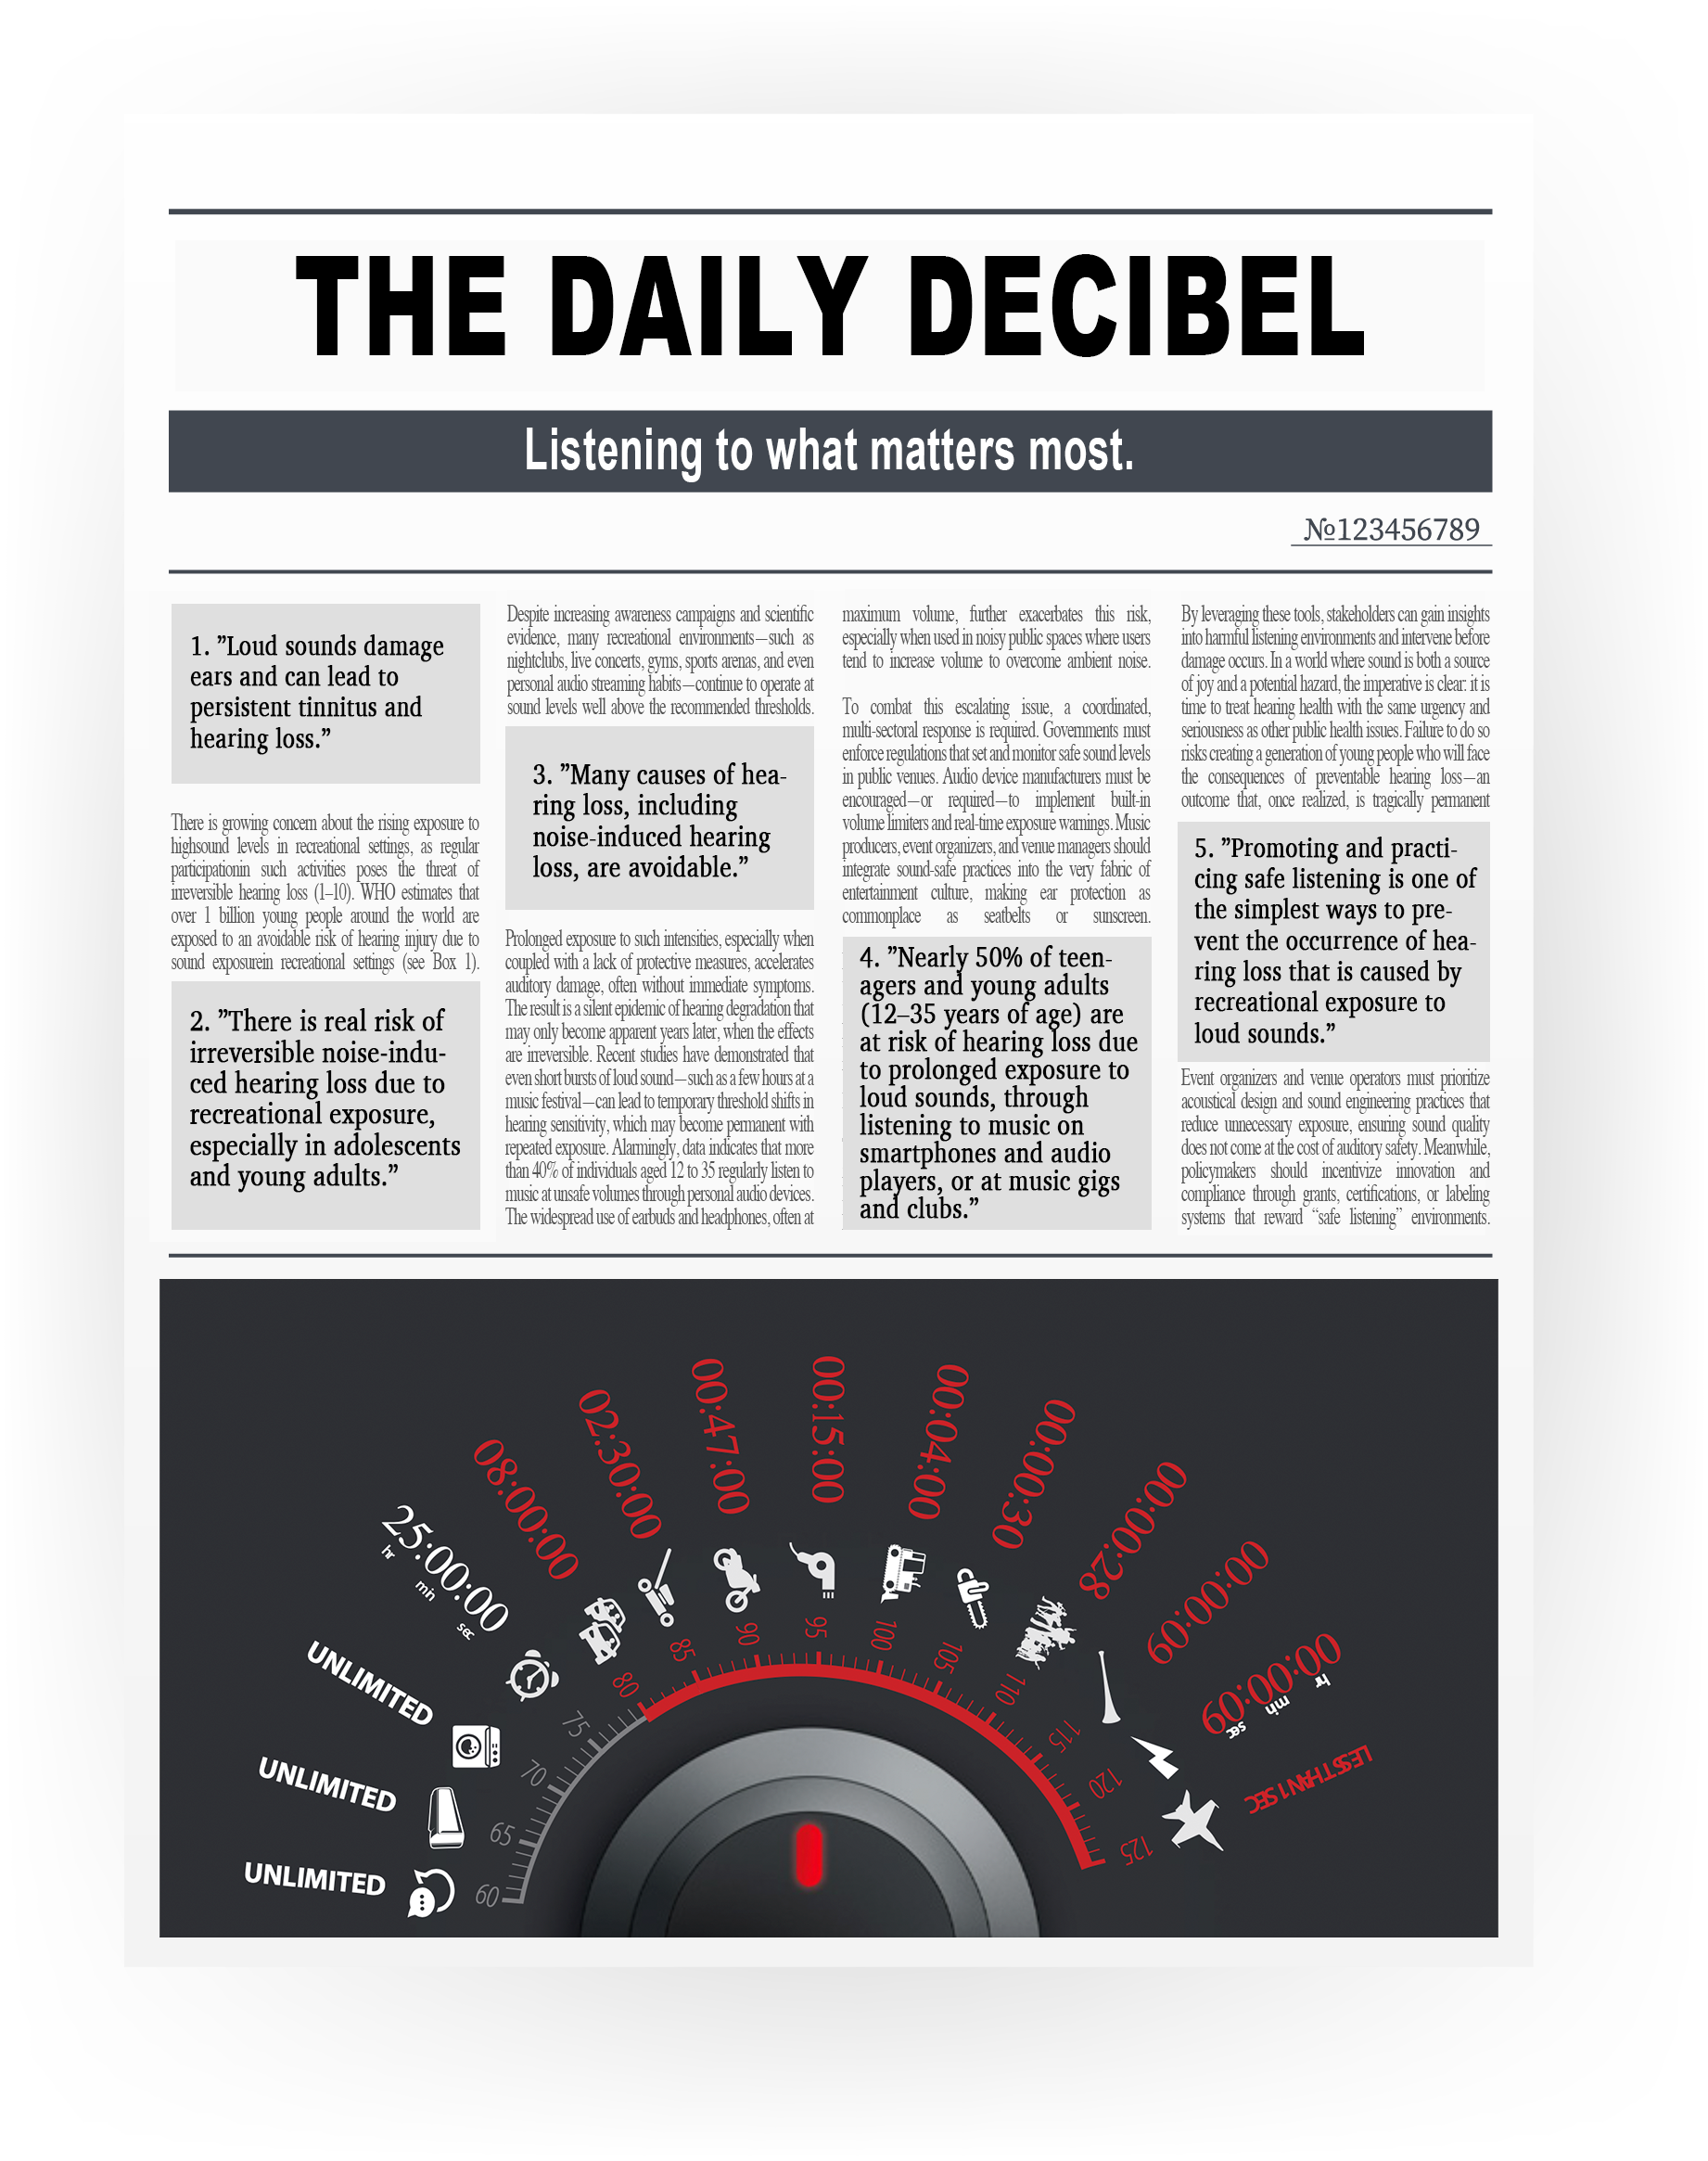 THE DAILY DECIBEL
Listening to what matters most.
№123456789
1. ”Loud sounds damage
ears and can lead to
persistent tinnitus and
hearing loss.”
There is growing concern about the rising exposure to
highsound levels in recreational settings, as regular
participationin such activities poses the threat of
irreversible hearing loss (1–10). WHO estimates that
over 1 billion young people around the world are
exposed to an avoidable risk of hearing injury due to
sound exposurein recreational settings (see Box 1).
2. ”There is real risk of
irreversible noise-indu-
ced hearing loss due to
recreational exposure,
especially in adolescents
and young adults.”
Despite increasing awareness campaigns and scientific
evidence, many recreational environments—such as
nightclubs, live concerts, gyms, sports arenas, and even
personal audio streaming habits—continue to operate at
sound levels well above the recommended thresholds.
3. ”Many causes of hea-
ring loss, including
noise-induced hearing
loss, are avoidable.”
Prolonged exposure to such intensities, especially when
coupled with a lack of protective measures, accelerates
auditory damage, often without immediate symptoms.
The result is a silent epidemic of hearing degradation that
may only become apparent years later, when the effects
are irreversible. Recent studies have demonstrated that
even short bursts of loud sound—such as a few hours at a
music festival—can lead to temporary threshold shifts in
hearing sensitivity, which may become permanent with
repeated exposure. Alarmingly, data indicates that more
than 40% of individuals aged 12 to 35 regularly listen to
music at unsafe volumes through personal audio devices.
The widespread use of earbuds and headphones, often at
maximum volume, further exacerbates this risk,
especially when used in noisy public spaces where users
tend to increase volume to overcome ambient noise.
To combat this escalating issue, a coordinated,
multi-sectoral response is required. Governments must
enforce regulations that set and monitor safe sound levels
in public venues. Audio device manufacturers must be
encouraged—or required—to implement built-in
volume limiters and real-time exposure warnings. Music
producers, event organizers, and venue managers should
integrate sound-safe practices into the very fabric of
entertainment culture, making ear protection as
commonplace as seatbelts or sunscreen.
4. ”Nearly 50% of teen-
agers and young adults
(12–35 years of age) are
at risk of hearing loss due
to prolonged exposure to
loud sounds, through
listening to music on
smartphones and audio
players, or at music gigs
and clubs.”
By leveraging these tools, stakeholders can gain insights
into harmful listening environments and intervene before
damage occurs. In a world where sound is both a source
of joy and a potential hazard, the imperative is clear: it is
time to treat hearing health with the same urgency and
seriousness as other public health issues. Failure to do so
risks creating a generation of young people who will face
the consequences of preventable hearing loss—an
outcome that, once realized, is tragically permanent
5. ”Promoting and practi-
cing safe listening is one of
the simplest ways to pre-
vent the occurrence of hea-
ring loss that is caused by
recreational exposure to
loud sounds.”
Event organizers and venue operators must prioritize
acoustical design and sound engineering practices that
reduce unnecessary exposure, ensuring sound quality
does not come at the cost of auditory safety. Meanwhile,
policymakers should incentivize innovation and
compliance through grants, certifications, or labeling
systems that reward “safe listening” environments.
UNLIMITED
60
UNLIMITED
65
UNLIMITED
70
25:00:00
hr min sec
75
08:00:00
80
02:30:00
85
00:47:00
90
00:15:00
95
00:04:00
100
00:00:30
105
00:00:28
110
00:00:09
115
00:00:09
hr min sec
120
LESS THAN 1 SEC
125